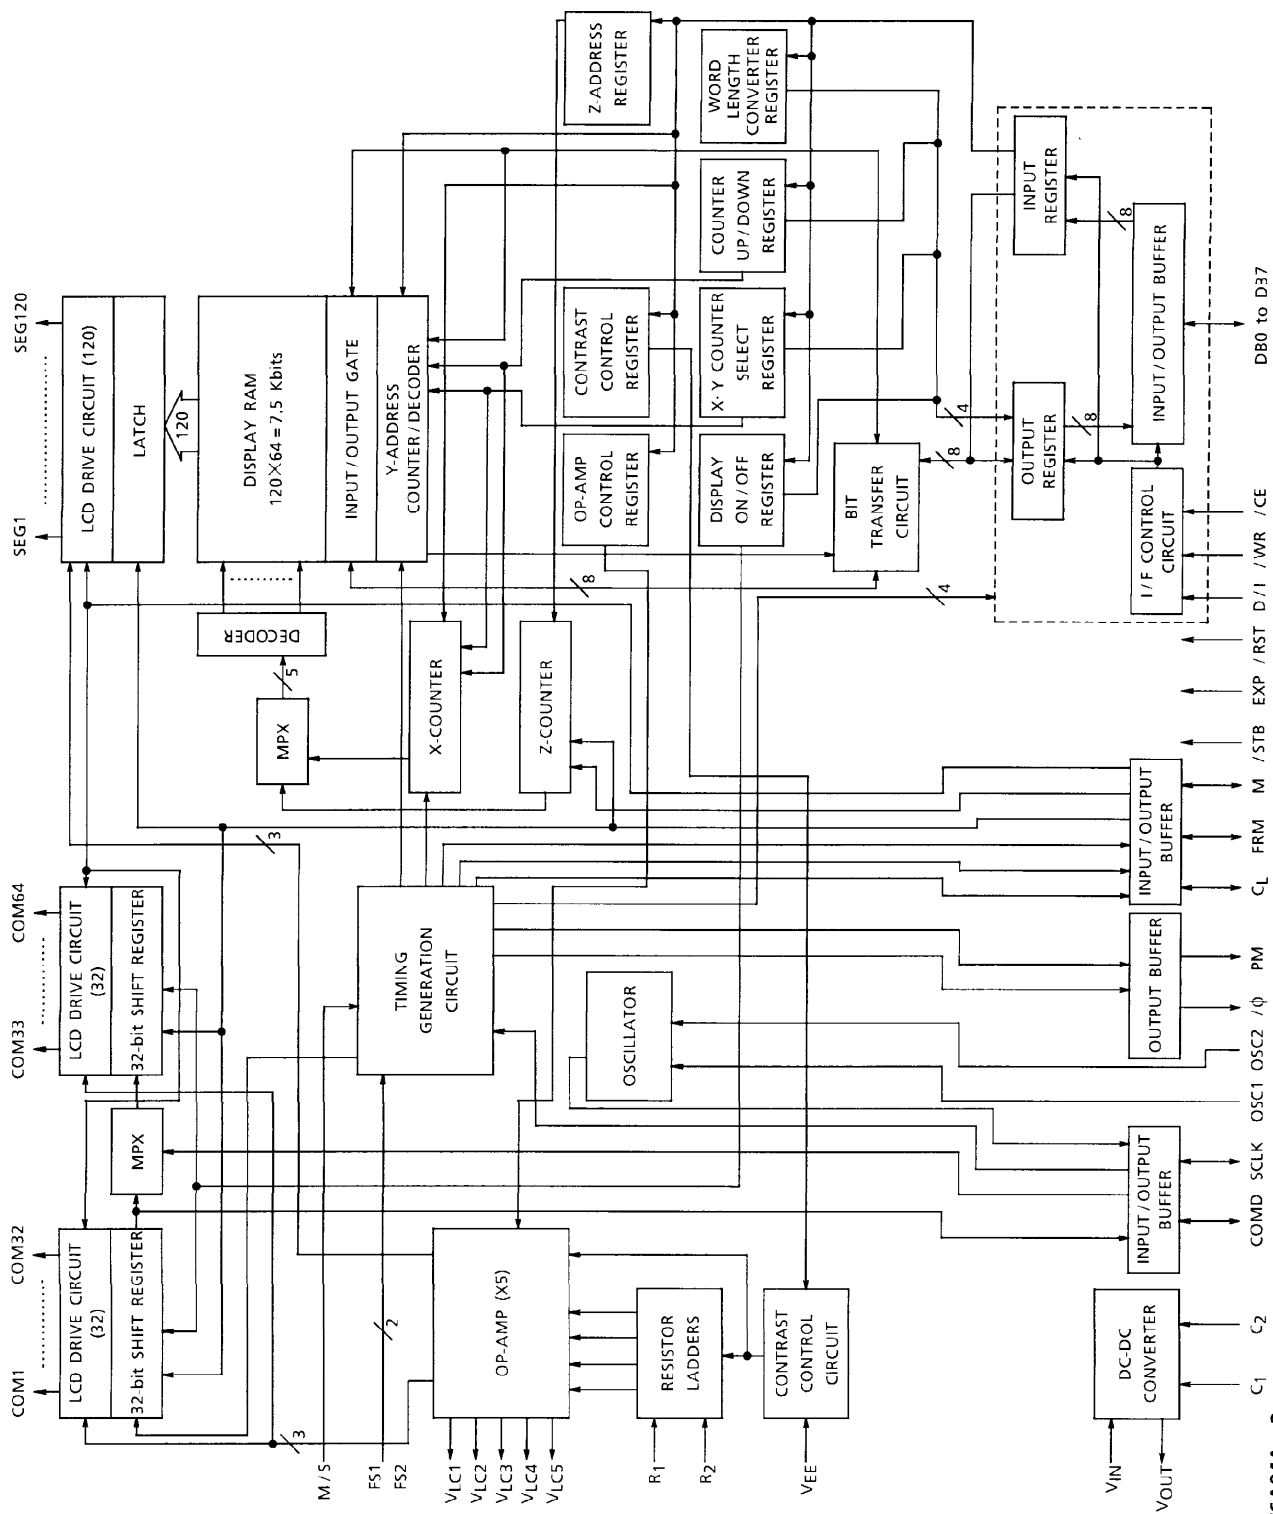 COM1
COM32
COM33
COM64
SEG1
SEG120
LCD DRIVE CIRCUIT
(32)
32-bit SHIFT REGISTER
MPX
LCD DRIVE CIRCUIT
(32)
32-bit SHIFT REGISTER
LCD DRIVE CIRCUIT (120)
LATCH
120
DISPLAY RAM
120×64=7.5 Kbits
INPUT/OUTPUT GATE
Y-ADDRESS
COUNTER/DECODER
DECODER
5
MPX
3
X-COUNTER
Z-COUNTER
M/S
FS1
FS2
2
3
TIMING
GENERATION
CIRCUIT
OSCILLATOR
OP-AMP (X5)
VLC1
VLC2
VLC3
VLC4
VLC5
R1
R2
RESISTOR
LADDERS
VEE
CONTRAST
CONTROL
CIRCUIT
Z-ADDRESS
REGISTER
CONTRAST
CONTROL
REGISTER
OP-AMP
CONTROL
REGISTER
WORD
LENGTH
CONVERTER
REGISTER
COUNTER
UP/DOWN
REGISTER
X·Y COUNTER
SELECT
REGISTER
DISPLAY
ON/OFF
REGISTER
8
BIT
TRANSFER
CIRCUIT
8
4
4
INPUT
REGISTER
OUTPUT
REGISTER
8
8
INPUT/OUTPUT BUFFER
I/F CONTROL
CIRCUIT
INPUT/OUTPUT
BUFFER
OUTPUT BUFFER
INPUT/OUTPUT
BUFFER
VIN
VOUT
DC-DC
CONVERTER
C1
C2
COMD
SCLK
OSC1
OSC2
/ϕ
PM
CL
FRM
M
/STB
EXP
/RST
D/I
/WR
/CE
DB0 to D37